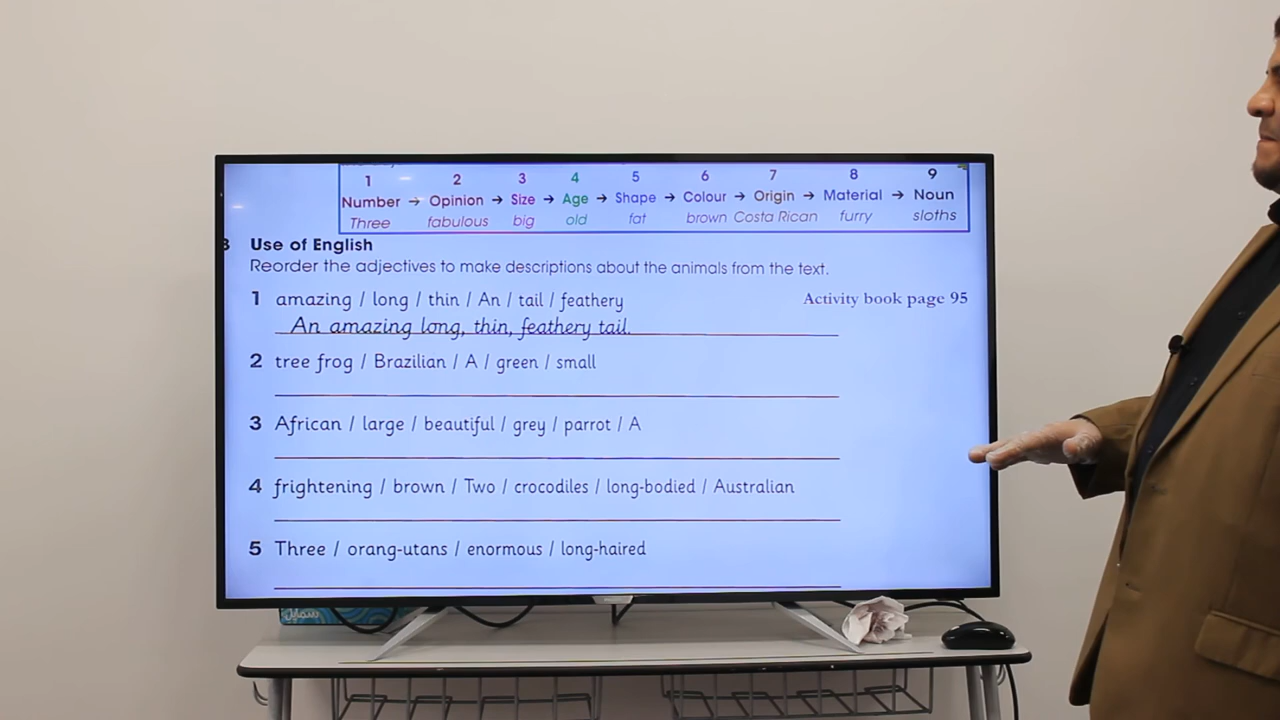 1 2 3 4 5 6 7 8 9
Number → Opinion → Size → Age → Shape → Colour → Origin → Material → Noun
Three fabulous big old fat brown Costa Rican furry sloths
3 Use of English
Reorder the adjectives to make descriptions about the animals from the text.
1 amazing / long / thin / An / tail / feathery
Activity book page 95
An amazing long, thin, feathery tail.
2 tree frog / Brazilian / A / green / small
3 African / large / beautiful / grey / parrot / A
4 frightening / brown / Two / crocodiles / long-bodied / Australian
5 Three / orang-utans / enormous / long-haired